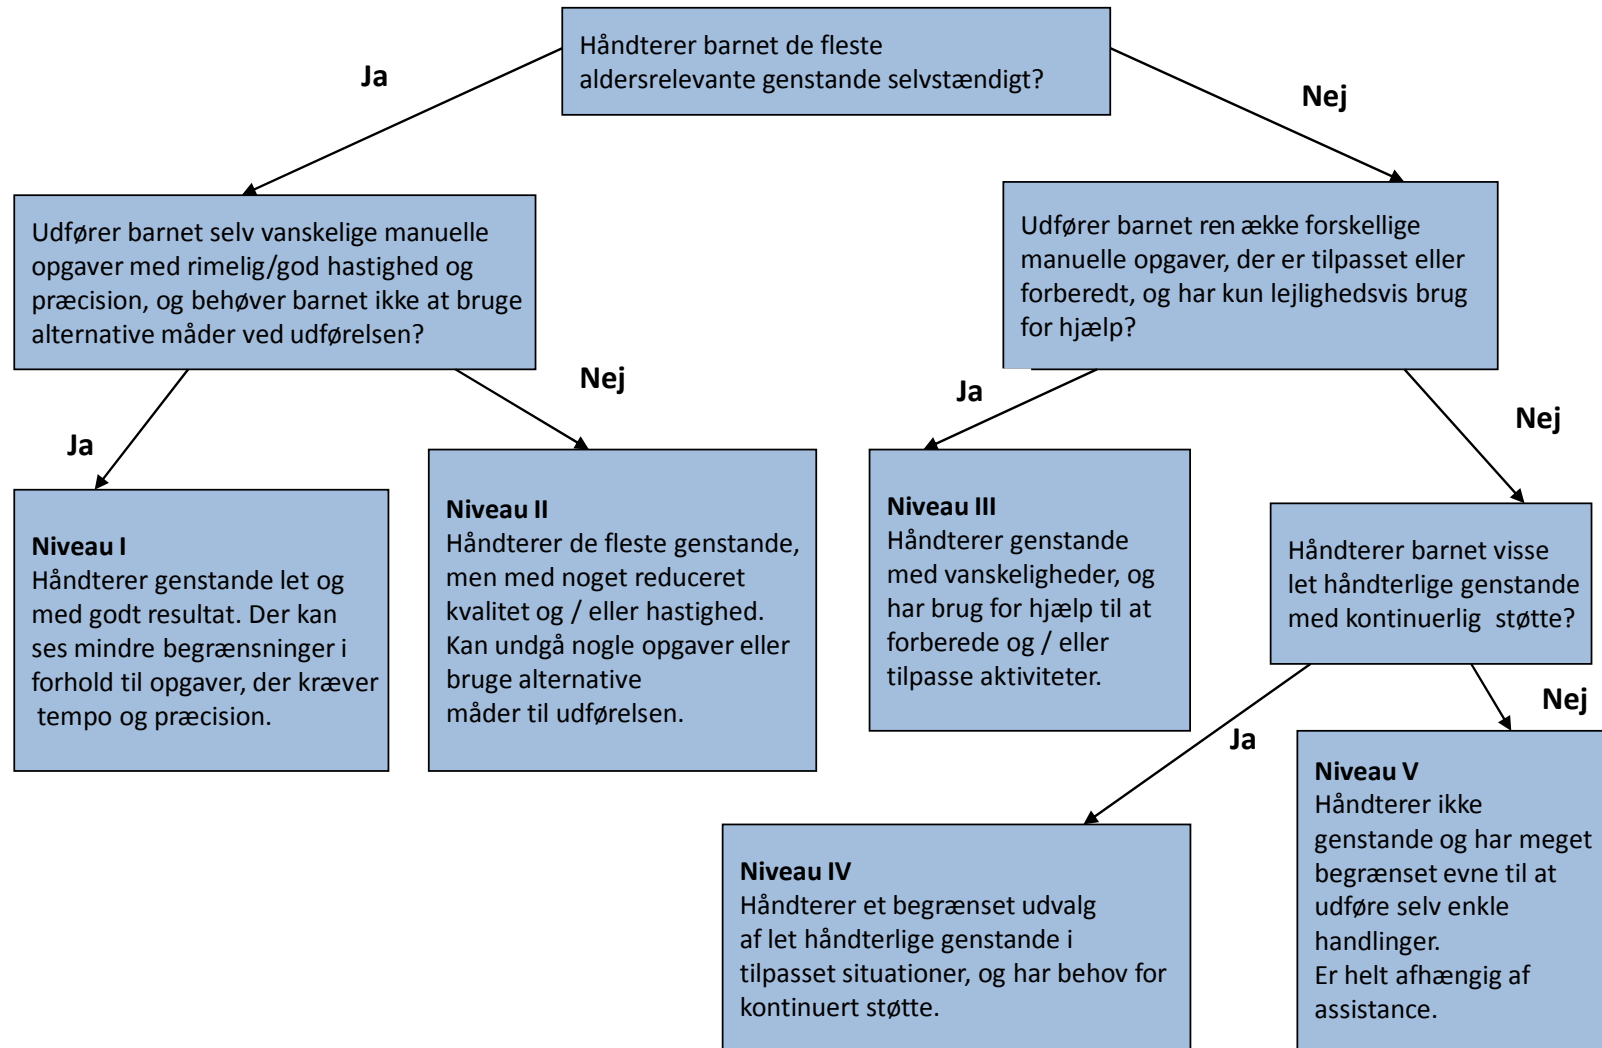 Håndterer barnet de fleste
aldersrelevante genstande selvstændigt?
Ja
Nej
Udfører barnet selv vanskelige manuelle
opgaver med rimelig/god hastighed og
præcision, og behøver barnet ikke at bruge
alternative måder ved udførelsen?
Udfører barnet ren ække forskellige
manuelle opgaver, der er tilpasset eller
forberedt, og har kun lejlighedsvis brug
for hjælp?
Ja
Nej
Ja
Nej
Niveau I
Håndterer genstande let og
med godt resultat. Der kan
ses mindre begrænsninger i
forhold til opgaver, der kræver
tempo og præcision.
Niveau II
Håndterer de fleste genstande,
men med noget reduceret
kvalitet og / eller hastighed.
Kan undgå nogle opgaver eller
bruge alternative
måder til udførelsen.
Niveau III
Håndterer genstande
med vanskeligheder, og
har brug for hjælp til at
forberede og / eller
tilpasse aktiviteter.
Håndterer barnet visse
let håndterlige genstande
med kontinuerlig støtte?
Ja
Nej
Niveau IV
Håndterer et begrænset udvalg
af let håndterlige genstande i
tilpasset situationer, og har behov for
kontinuert støtte.
Niveau V
Håndterer ikke
genstande og har meget
begrænset evne til at
udföre selv enkle
handlinger.
Er helt afhængig af
assistance.